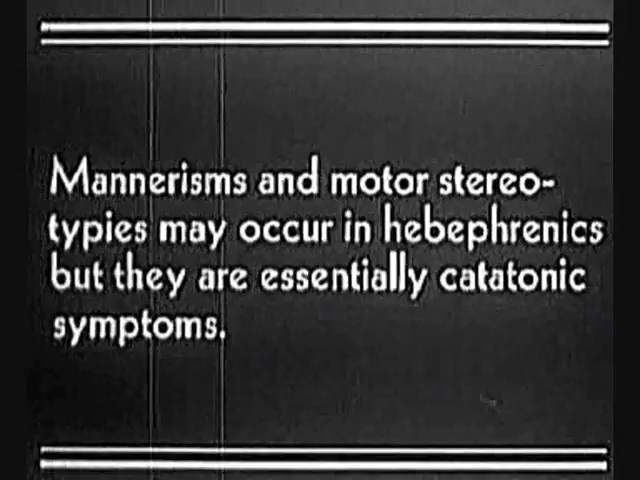 Mannerisms and motor stereo-
typies may occur in hebephrenics
but they are essentially catatonic
symptoms.